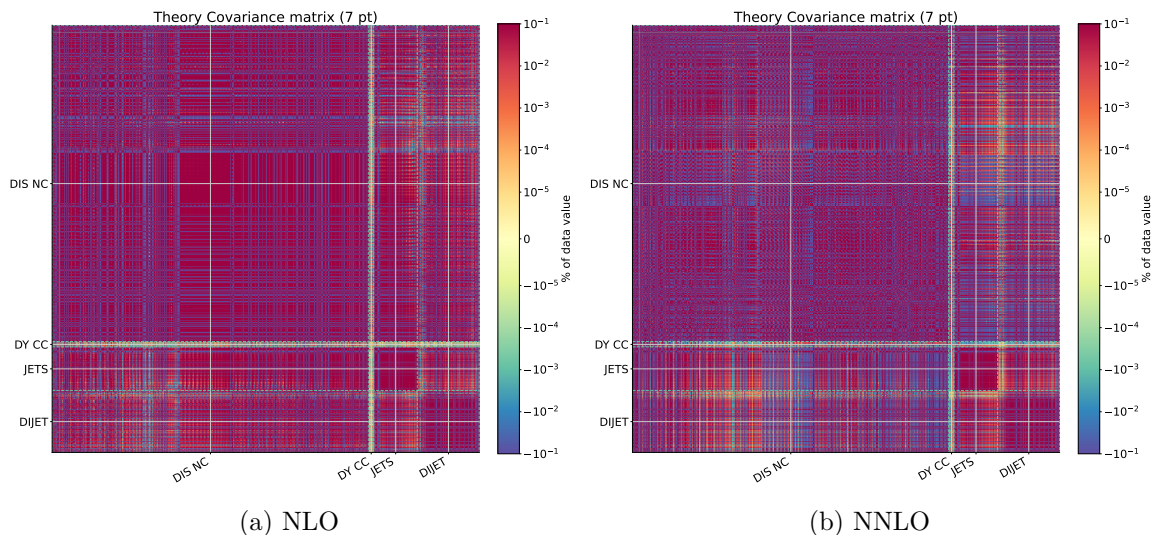 Theory Covariance matrix (7 pt)
DIS NC
DY CC
JETS
DIJET
DIS NC
DY CC
JETS
DIJET
10⁻¹
10⁻²
10⁻³
10⁻⁴
10⁻⁵
0
−10⁻⁵
−10⁻⁴
−10⁻³
−10⁻²
−10⁻¹
% of data value
(a) NLO
Theory Covariance matrix (7 pt)
DIS NC
DY CC
JETS
DIJET
DIS NC
DY CC
JETS
DIJET
10⁻¹
10⁻²
10⁻³
10⁻⁴
10⁻⁵
0
−10⁻⁵
−10⁻⁴
−10⁻³
−10⁻²
−10⁻¹
% of data value
(b) NNLO